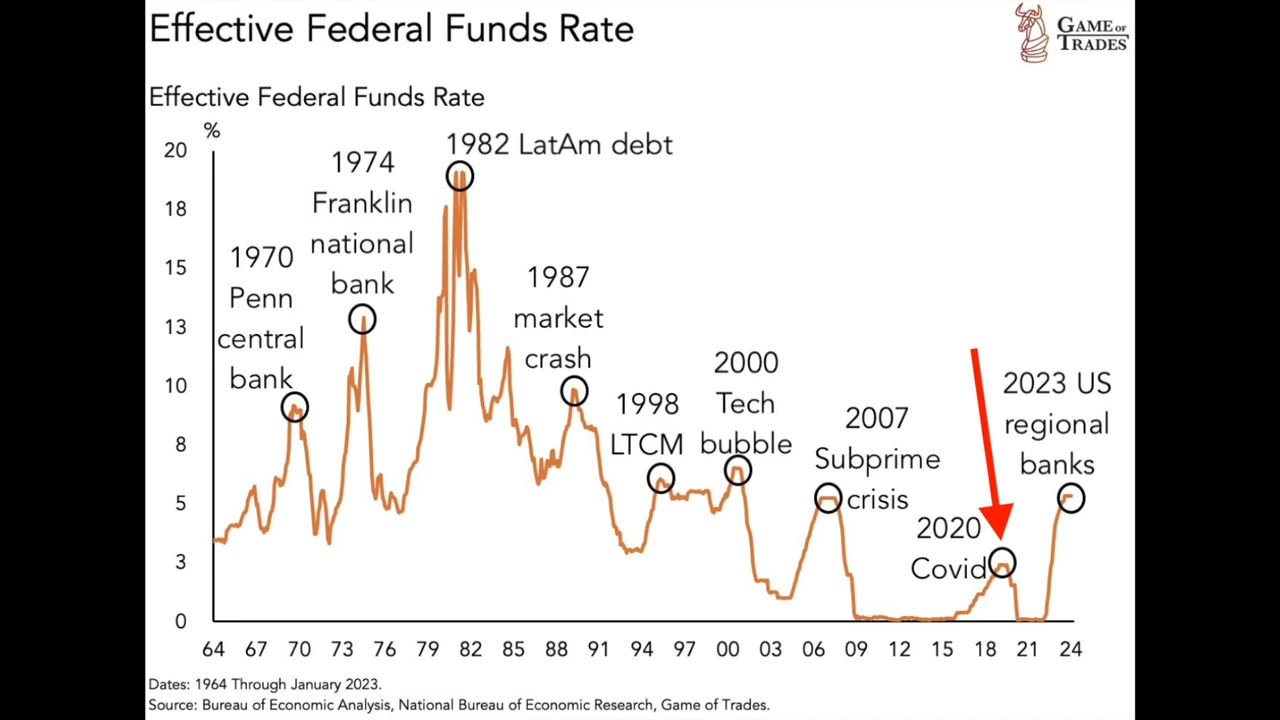 Effective Federal Funds Rate
GAME OF
TRADES
Effective Federal Funds Rate
%
20
18
15
13
10
8
5
3
0
1970
Penn
central
bank
1974
Franklin
national
bank
1982 LatAm debt
1987
market
crash
1998
LTCM
2000
Tech
bubble
2007
Subprime
crisis
2020
Covid
2023 US
regional
banks
64 67 70 73 76 79 82 85 88 91 94 97 00 03 06 09 12 15 18 21 24
Dates: 1964 Through January 2023.
Source: Bureau of Economic Analysis, National Bureau of Economic Research, Game of Trades.